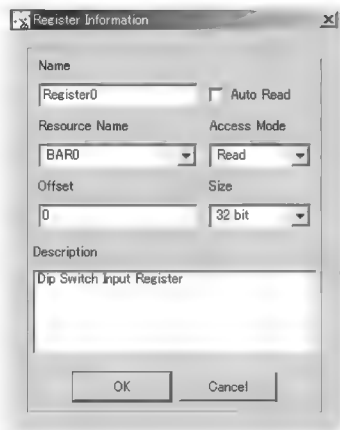 Register Information
Name
Register0
Auto Read
Resource Name
Access Mode
BAR0
Read
Offset
Size
0
32 bit
Description
Dip Switch Input Register
OK
Cancel